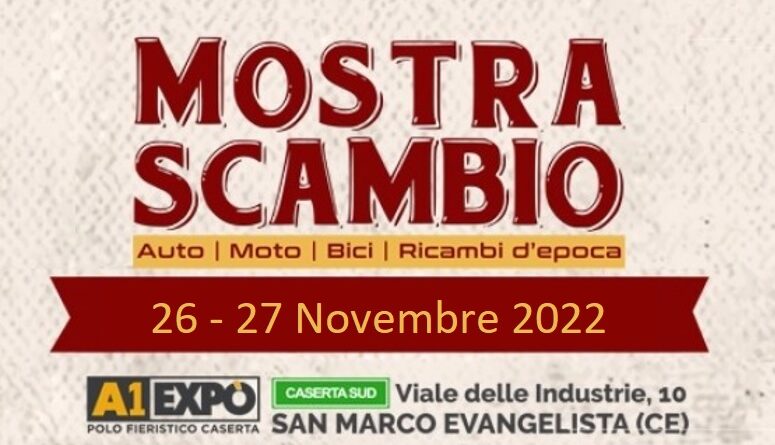 MOSTRA
SCAMBIO
Auto | Moto | Bici | Ricambi d'epoca
26 - 27 Novembre 2022
A1EXPÒ
POLO FIERISTICO CASERTA
CASERTA SUD Viale delle Industrie, 10
SAN MARCO EVANGELISTA (CE)